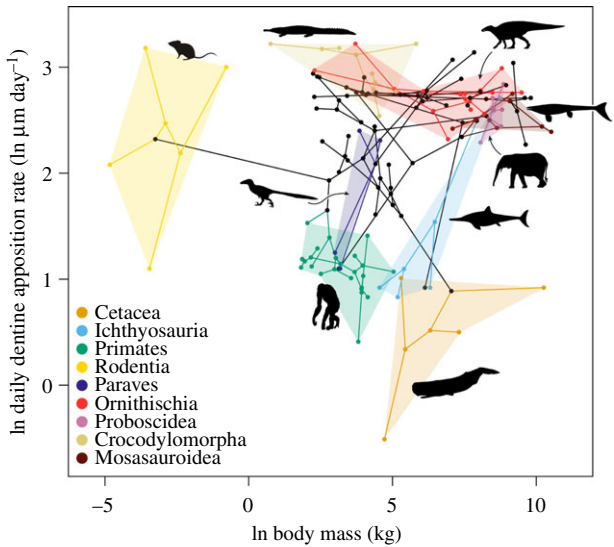 ln daily dentine apposition rate (ln μm day⁻¹)
3
2
1
0
Cetacea
Ichthyosauria
Primates
Rodentia
Paraves
Ornithischia
Proboscidea
Crocodylomorpha
Mosasauroidea
−5
0
5
10
ln body mass (kg)